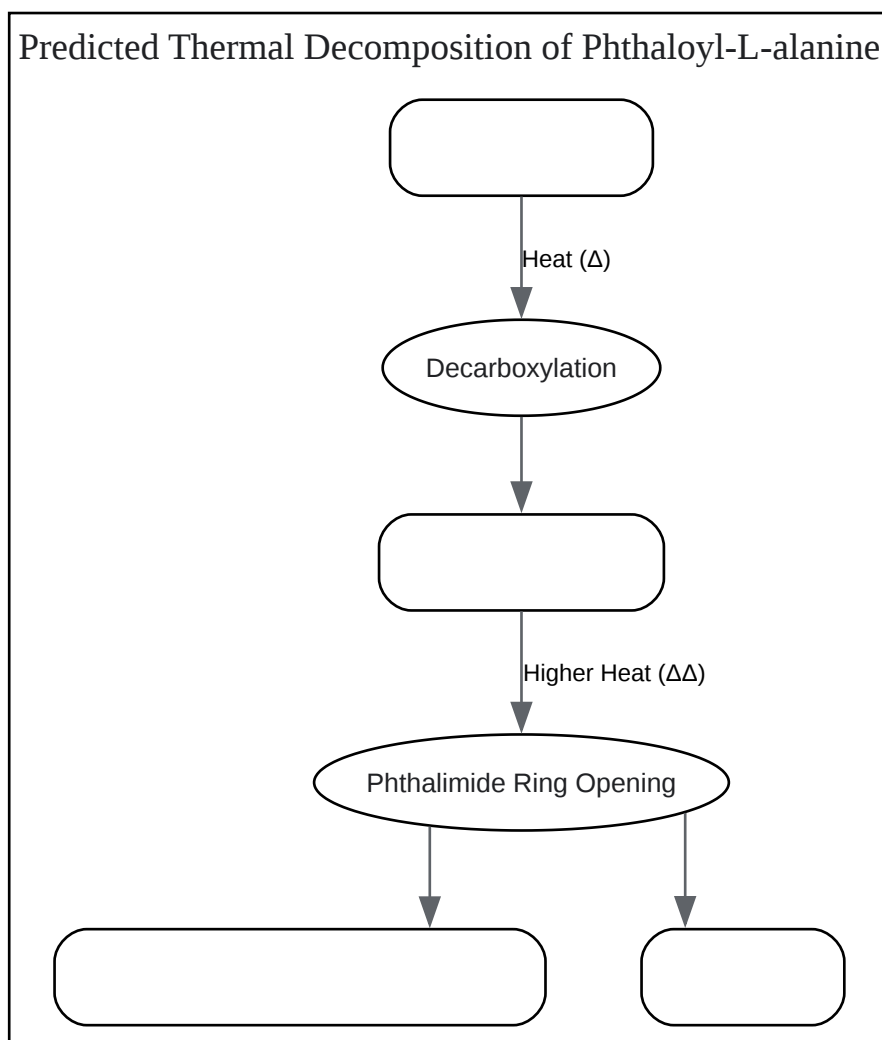 Predicted Thermal Decomposition of Phthaloyl-L-alanine
Heat (Δ)
Decarboxylation
Higher Heat (ΔΔ)
Phthalimide Ring Opening